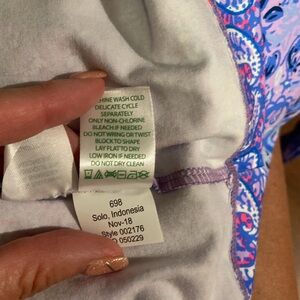 HINE WASH COLD
DELICATE CYCLE
SEPARATELY
ONLY NON-CHLORINE
BLEACH IF NEEDED
DO NOT WRING OR TWIST
BLOCK TO SHAPE
LAY FLAT TO DRY
LOW IRON IF NEEDED
DO NOT DRY CLEAN
698
Solo, Indonesia
Nov-18
Style 002176
O 050229